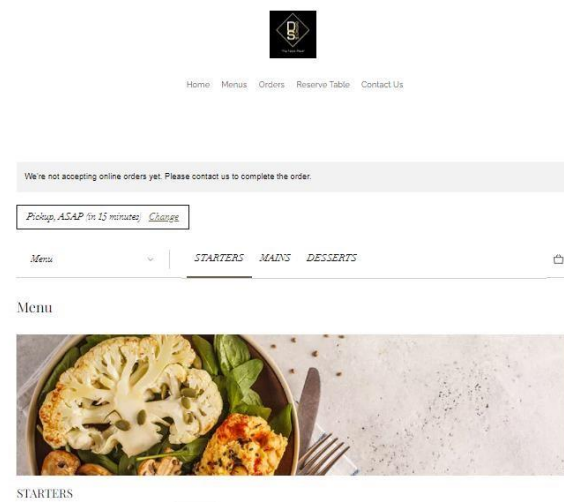 Home Menus Orders Reserve Table Contact Us
We're not accepting online orders yet. Please contact us to complete the order.
Pickup, ASAP (in 15 minutes) Change
Menu STARTERS MAINS DESSERTS
Menu
STARTERS